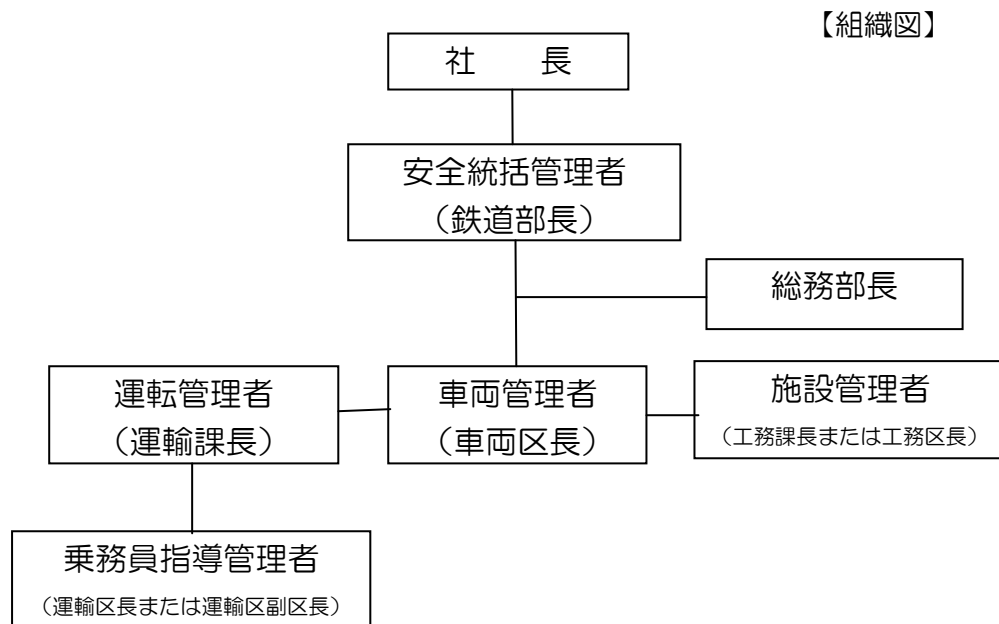 【組織図】
社　　長
安全統括管理者
（鉄道部長）
総務部長
運転管理者
（運輸課長）
車両管理者
（車両区長）
施設管理者
（工務課長または工務区長）
乗務員指導管理者
（運輸区長または運輸区副区長）